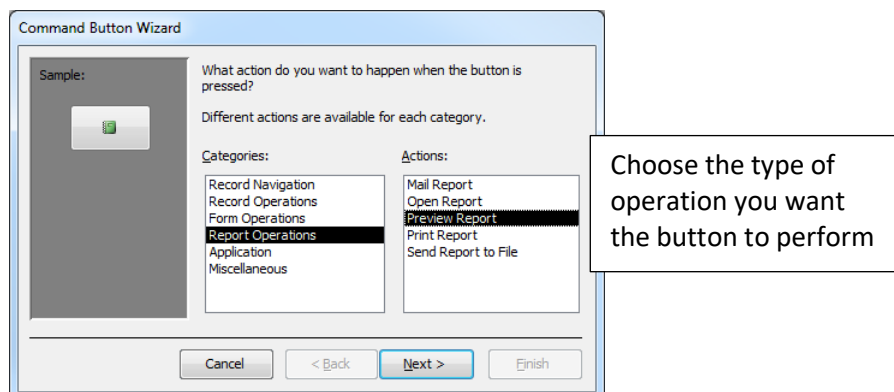 Command Button Wizard
Sample:
What action do you want to happen when the button is
pressed?
Different actions are available for each category.
Categories:
Actions:
Record Navigation
Record Operations
Form Operations
Report Operations
Application
Miscellaneous
Mail Report
Open Report
Preview Report
Print Report
Send Report to File
Cancel
< Back
Next >
Finish
Choose the type of
operation you want
the button to perform